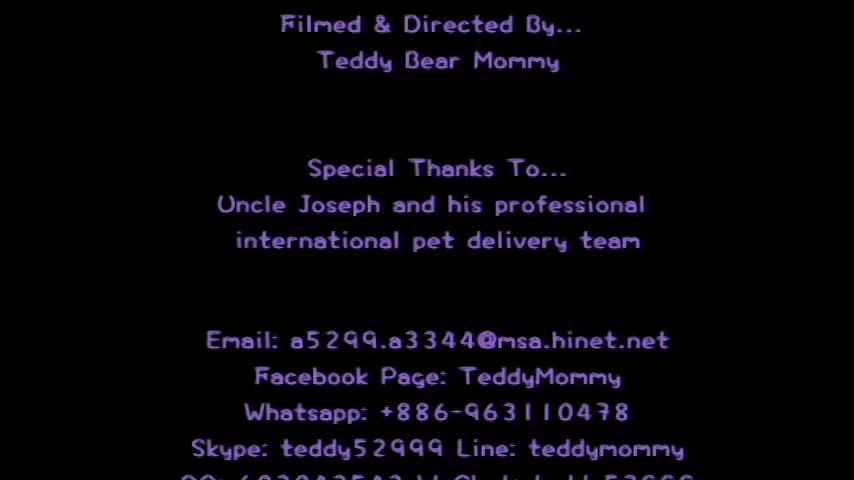 Filmed & Directed By...
Teddy Bear Mommy
Special Thanks To...
Uncle Joseph and his professional
international pet delivery team
Email: a5299.a3344@msa.hinet.net
Facebook Page: TeddyMommy
Whatsapp: +886-963110478
Skype: teddy52999 Line: teddymommy